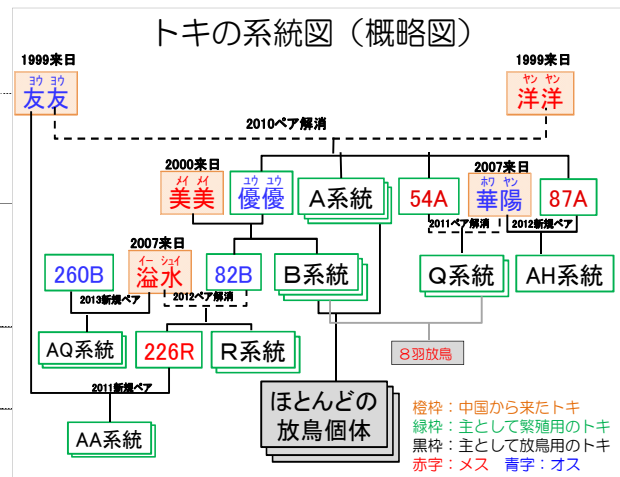 トキの系統図（概略図）
1999来日
1999来日
ヨウ ヨウ
友友
ヤン ヤン
洋洋
2010ペア解消
2000来日
2007来日
メイ メイ
美美
ユウ ユウ
優優
A系統
54A
ホワ ヤン
華陽
87A
2011ペア解消
2012新規ペア
2007来日
260B
イー シュイ
溢水
82B
B系統
Q系統
AH系統
2013新規ペア
2012ペア解消
AQ系統
226R
R系統
8羽放鳥
2011新規ペア
ほとんどの
放鳥個体
AA系統
橙枠：中国から来たトキ
緑枠：主として繁殖用のトキ
黒枠：主として放鳥用のトキ
赤字：メス 青字：オス